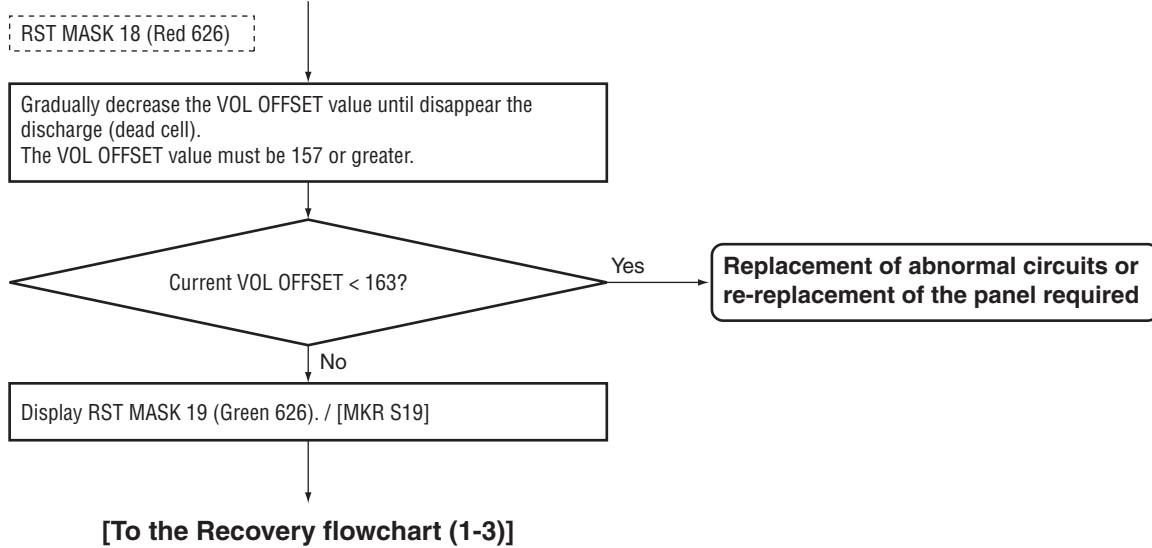 RST MASK 18 (Red 626)
Gradually decrease the VOL OFFSET value until disappear the
discharge (dead cell).
The VOL OFFSET value must be 157 or greater.
Current VOL OFFSET < 163?
Yes
Replacement of abnormal circuits or
re-replacement of the panel required
No
Display RST MASK 19 (Green 626). / [MKR S19]
[To the Recovery flowchart (1-3)]